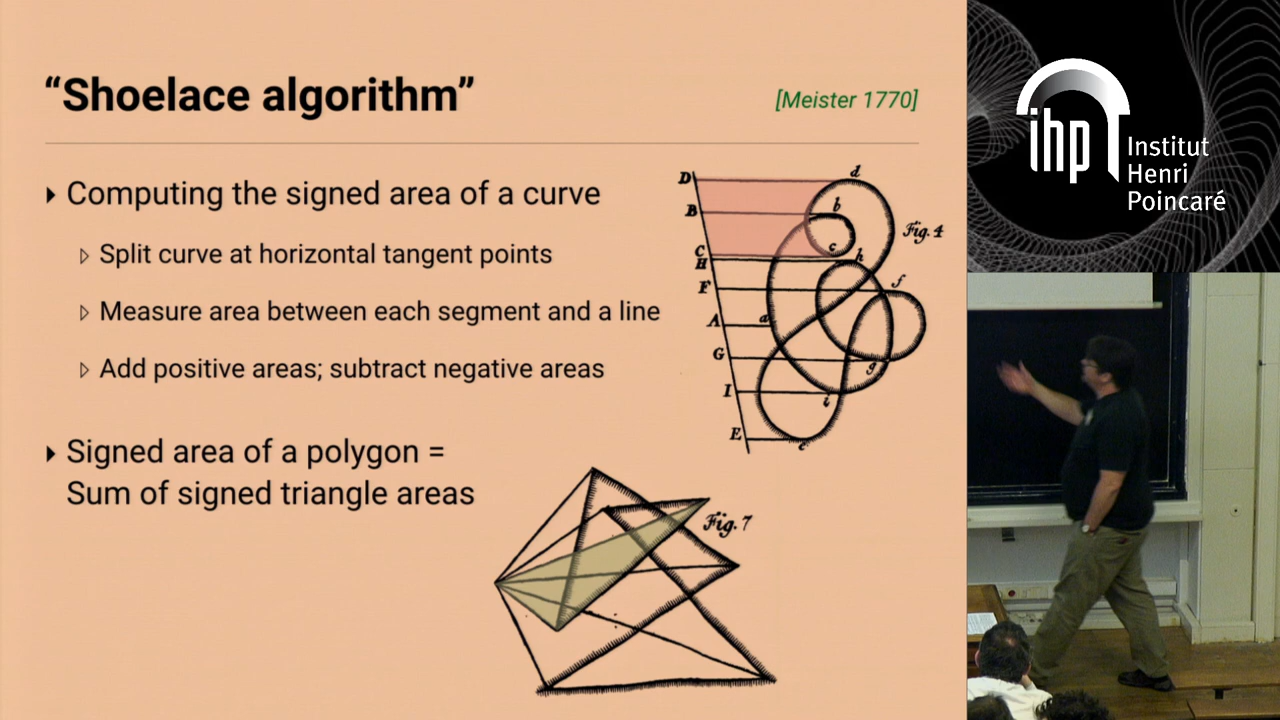 “Shoelace algorithm”
[Meister 1770]
Computing the signed area of a curve
Split curve at horizontal tangent points
Measure area between each segment and a line
Add positive areas; subtract negative areas
Signed area of a polygon =
Sum of signed triangle areas
D
d
B
b
Fig. 4
C
c
H
h
F
f
A
a
G
g
I
i
E
e
Fig. 7
ihp
Institut
Henri
Poincaré